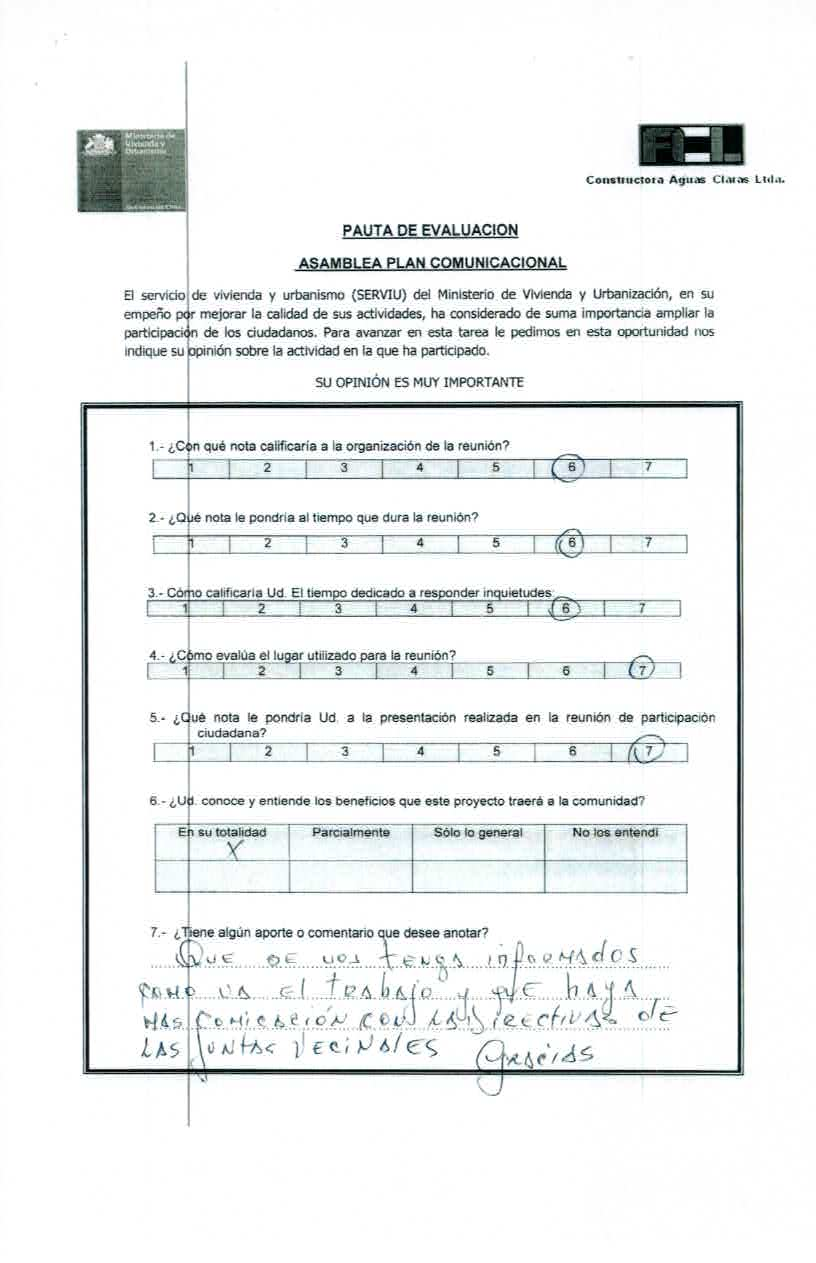 Ministerio de
Vivienda y
Urbanismo
ACL
Constructora Aguas Claras Ltda.
PAUTA DE EVALUACION
ASAMBLEA PLAN COMUNICACIONAL
El servicio de vivienda y urbanismo (SERVIU) del Ministerio de Vivienda y Urbanización, en su
empeño por mejorar la calidad de sus actividades, ha considerado de suma importancia ampliar la
participación de los ciudadanos. Para avanzar en esta tarea le pedimos en esta oportunidad nos
indique su opinión sobre la actividad en la que ha participado.
SU OPINIÓN ES MUY IMPORTANTE
1.- ¿Con qué nota calificaría a la organización de la reunión?
1 2 3 4 5 6 7
2.- ¿Qué nota le pondría al tiempo que dura la reunión?
1 2 3 4 5 6 7
3.- Cómo calificaría Ud. El tiempo dedicado a responder inquietudes:
1 2 3 4 5 6 7
4.- ¿Cómo evalúa el lugar utilizado para la reunión?
1 2 3 4 5 6 7
5.- ¿Qué nota le pondría Ud. a la presentación realizada en la reunión de participación
ciudadana?
1 2 3 4 5 6 7
6.- ¿Ud. conoce y entiende los beneficios que este proyecto traerá a la comunidad?
En su totalidad Parcialmente Sólo lo general No los entendí
X
7.- ¿Tiene algún aporte o comentario que desee anotar?
QUE SE NOS TENGA INFORMADOS
COMO VA El TRABAJO y QUE HAYA
MAS COMICACIÓN CON LAS DIRECTIVAS DE
LAS JUNTAS VECINALES GRACIAS